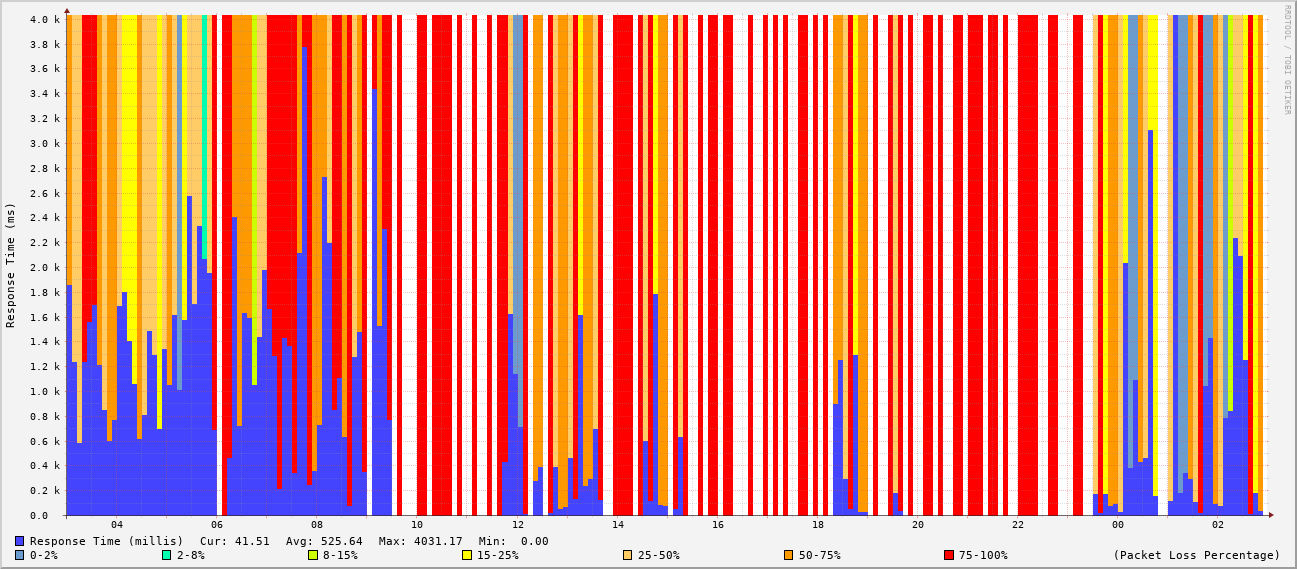 RRDTOOL / TOBI OETIKER
Response Time (ms)
4.0 k
3.8 k
3.6 k
3.4 k
3.2 k
3.0 k
2.8 k
2.6 k
2.4 k
2.2 k
2.0 k
1.8 k
1.6 k
1.4 k
1.2 k
1.0 k
0.8 k
0.6 k
0.4 k
0.2 k
0.0
04 06 08 10 12 14 16 18 20 22 00 02
Response Time (millis) Cur: 41.51 Avg: 525.64 Max: 4031.17 Min: 0.00
0-2% 2-8% 8-15% 15-25% 25-50% 50-75% 75-100% (Packet Loss Percentage)